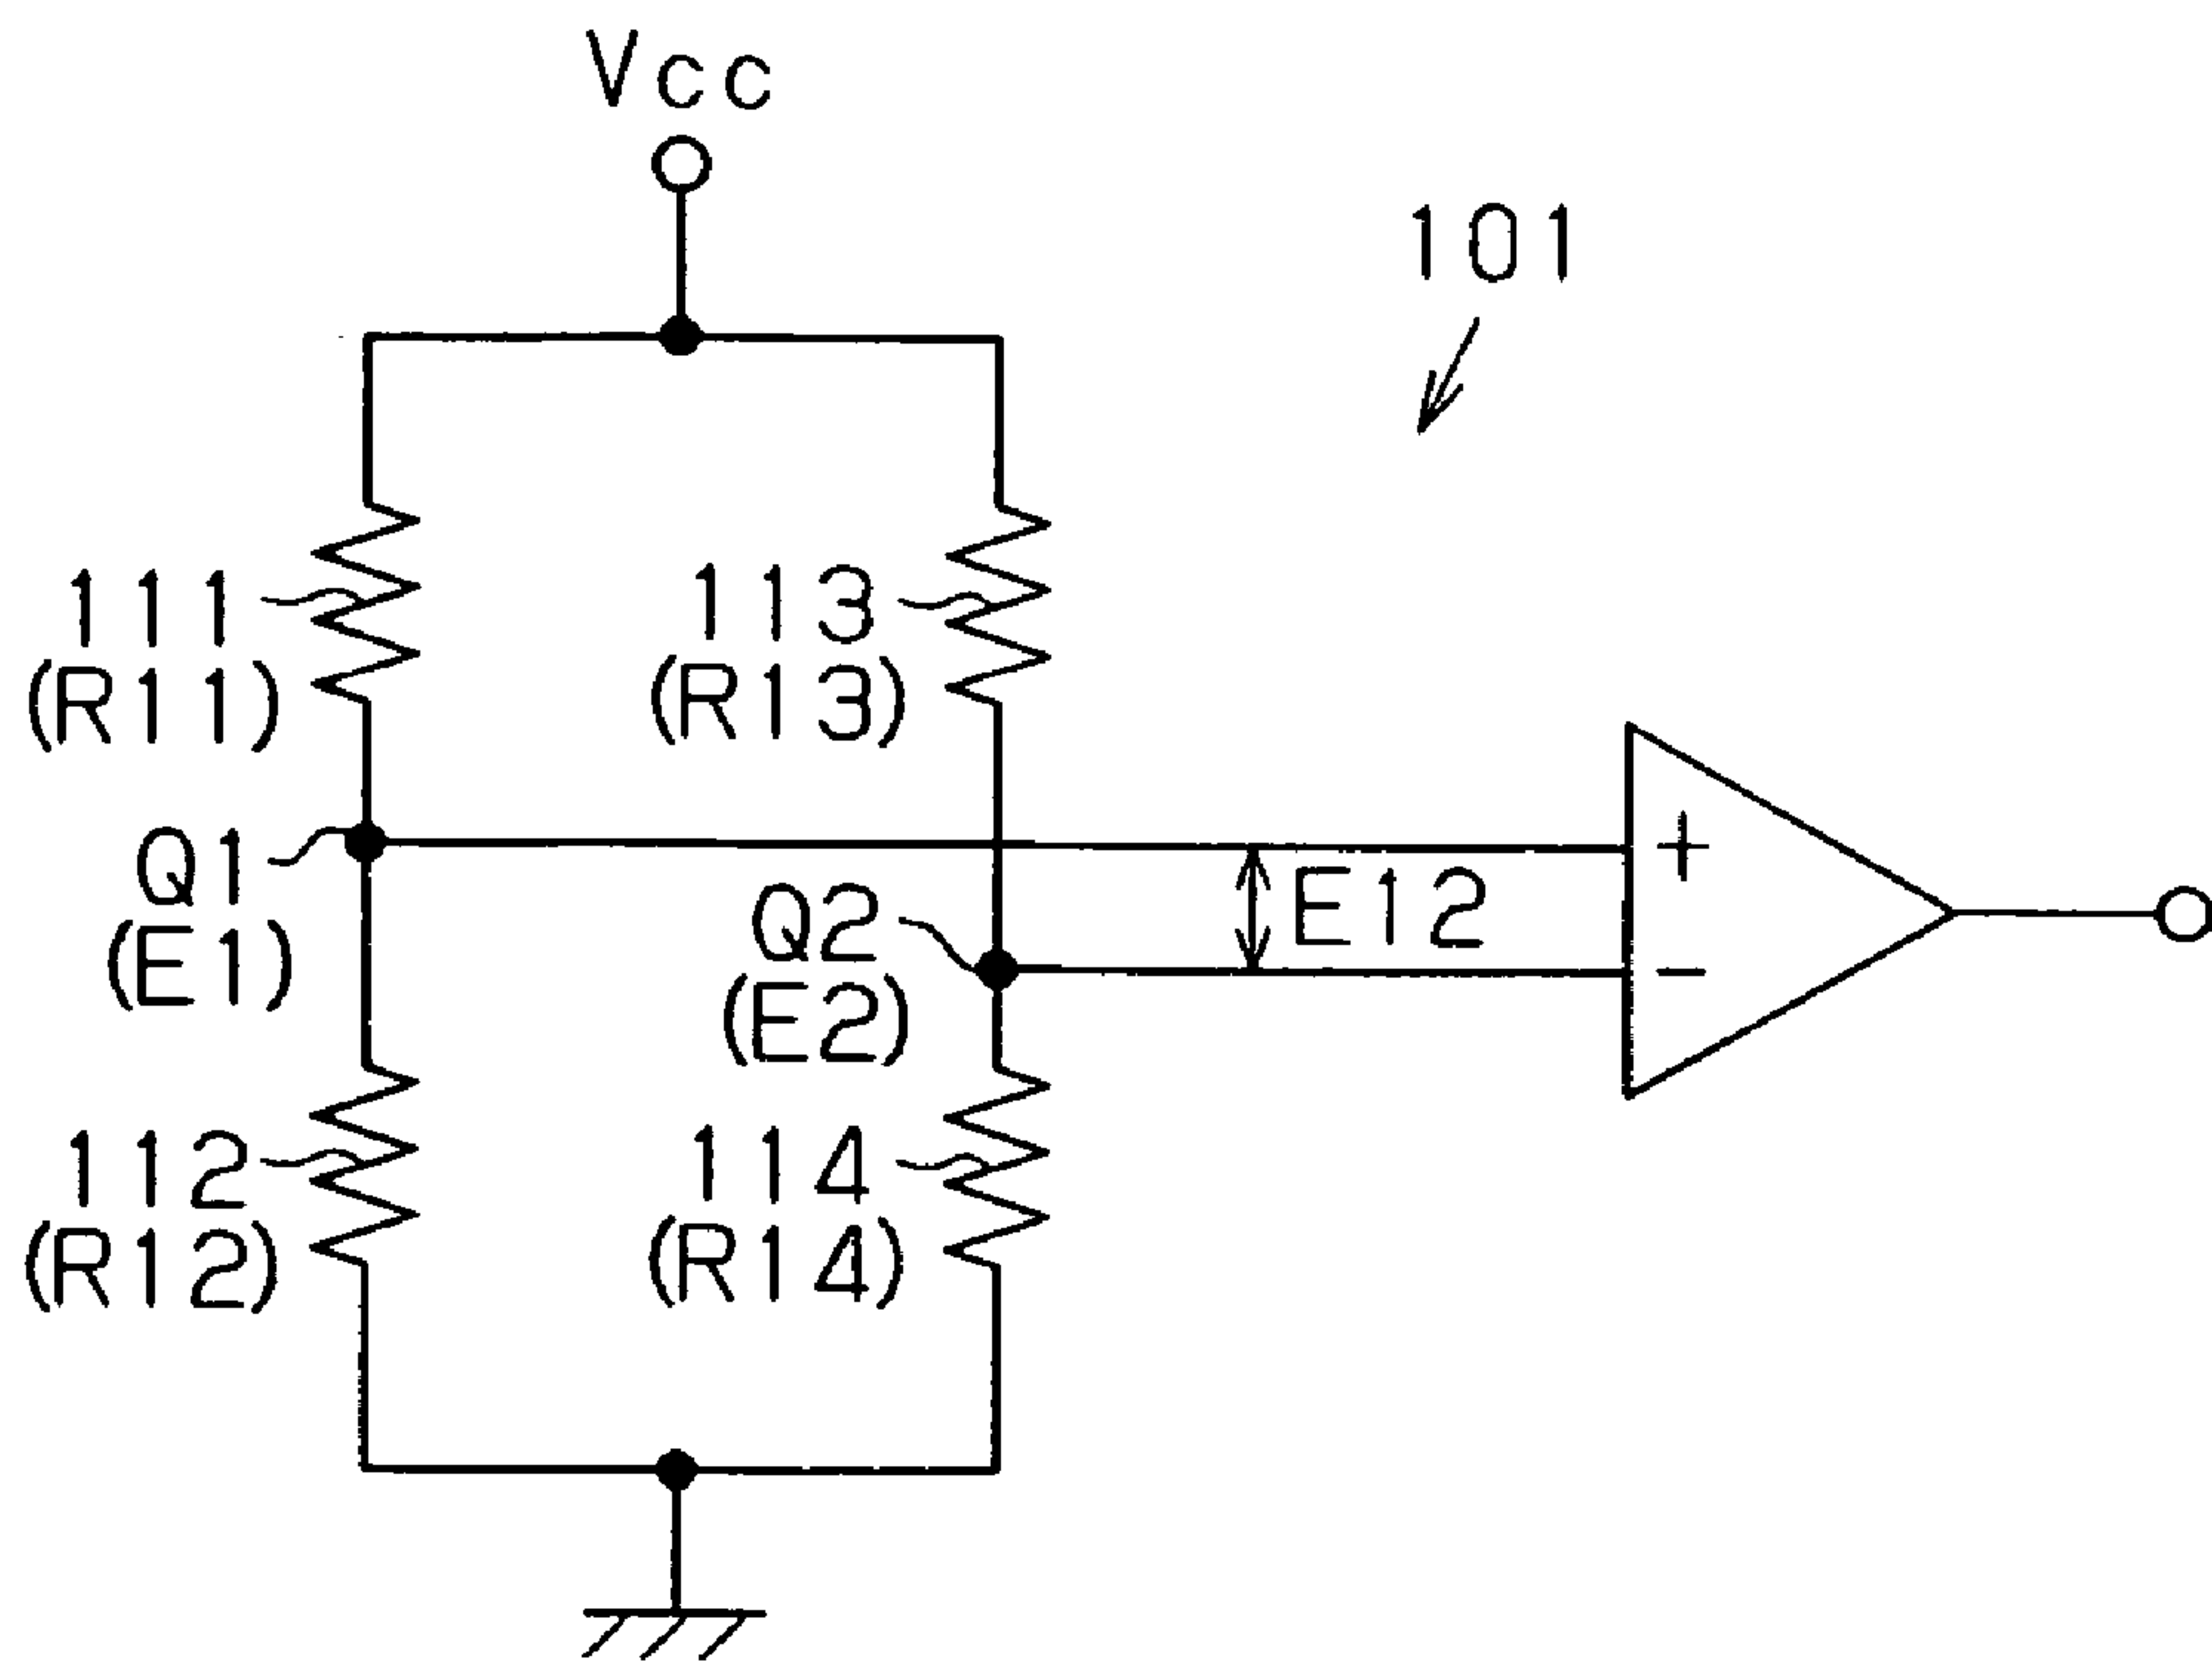 Vcc
101
111
(R11)
113
(R13)
+
Q1
(E1)
E12
Q2
(E2)
−
112
(R12)
114
(R14)